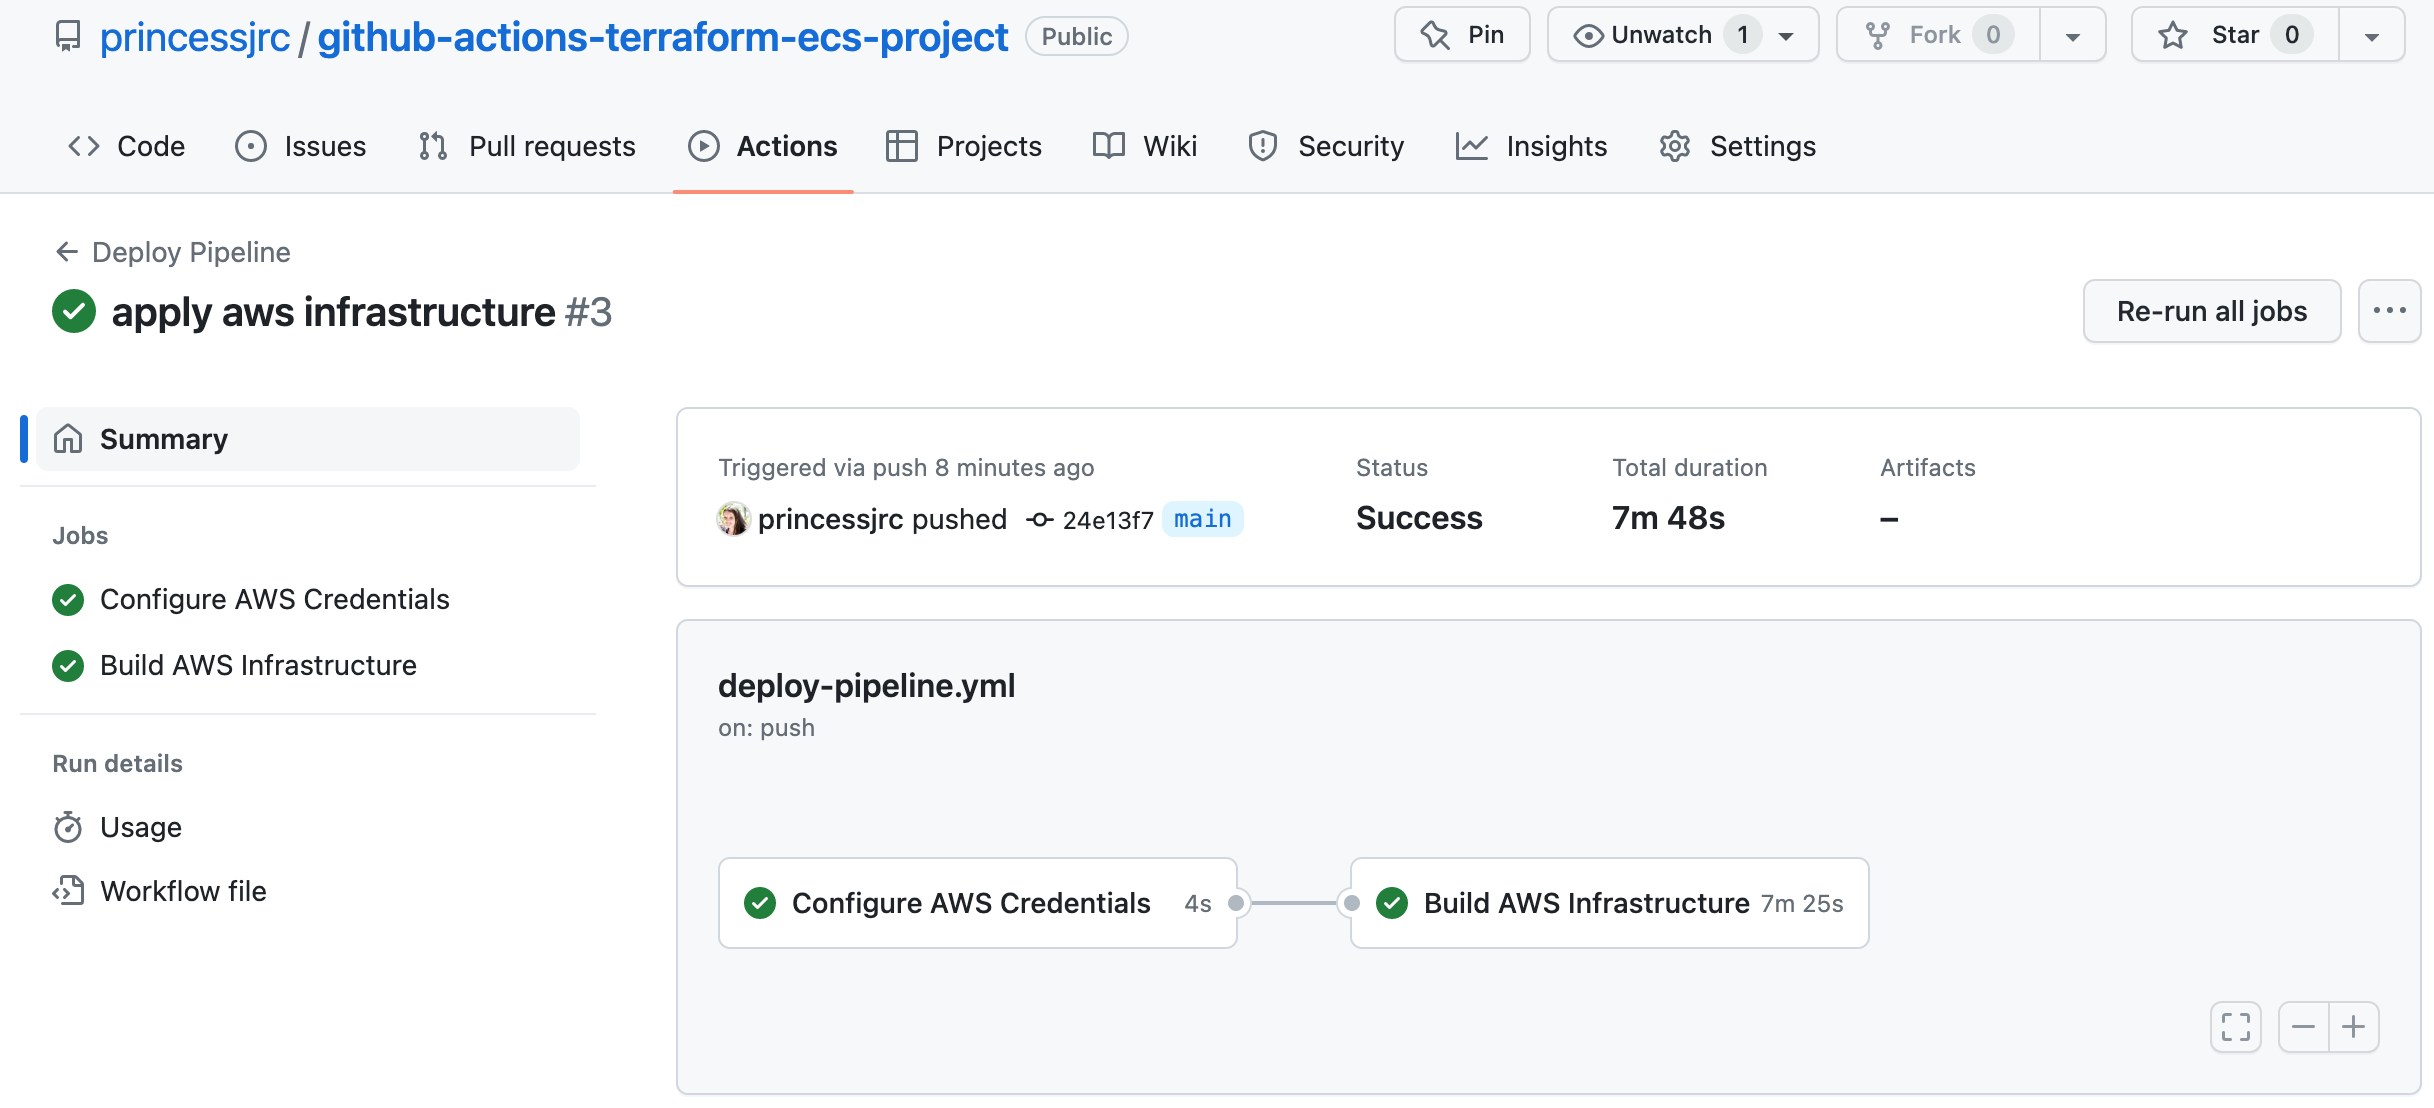 princessjrc / github-actions-terraform-ecs-project Public Pin Unwatch 1 Fork 0 Star 0
Code Issues Pull requests Actions Projects Wiki Security Insights Settings
Deploy Pipeline
apply aws infrastructure #3
Re-run all jobs
Summary
Jobs
Configure AWS Credentials
Build AWS Infrastructure
Run details
Usage
Workflow file
Triggered via push 8 minutes ago
princessjrc pushed 24e13f7 main
Status
Success
Total duration
7m 48s
Artifacts
–
deploy-pipeline.yml
on: push
Configure AWS Credentials 4s
Build AWS Infrastructure 7m 25s